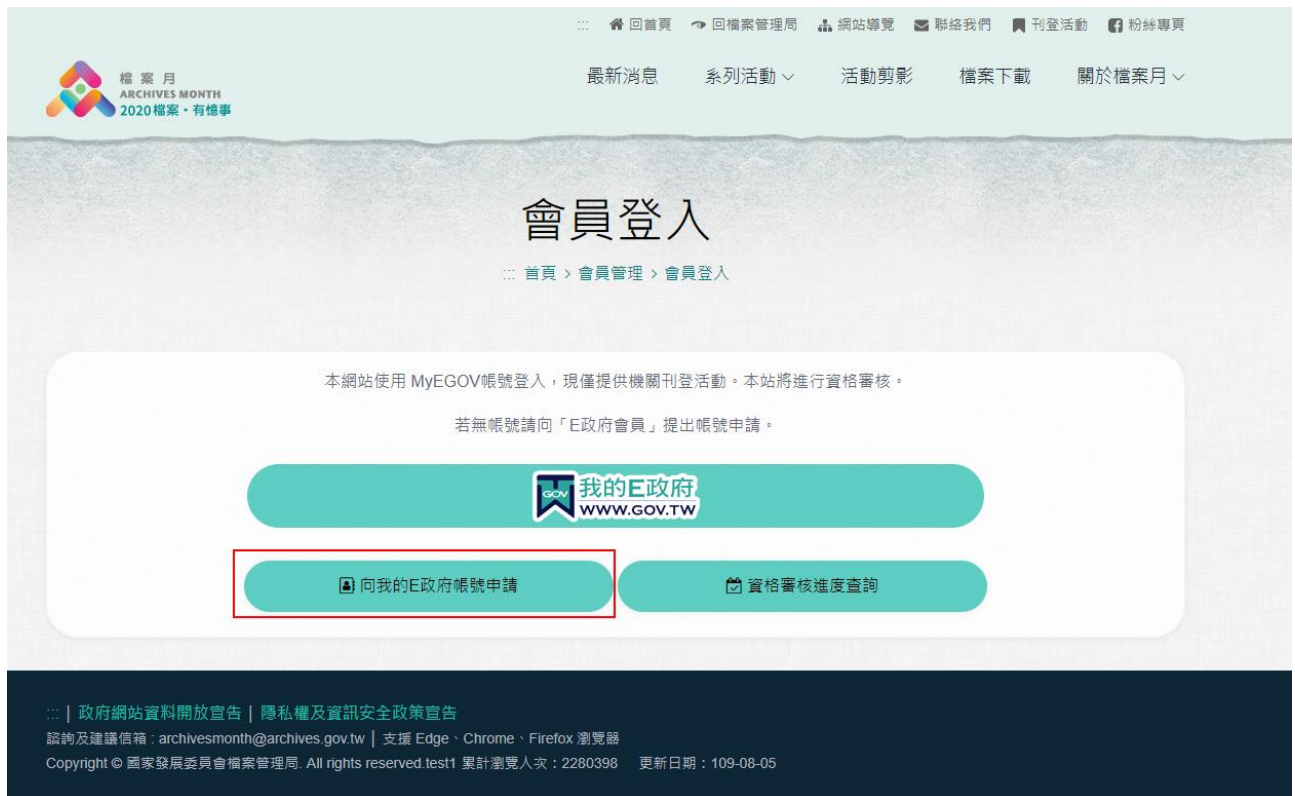 ::: 回首頁 回檔案管理局 網站導覽 聯絡我們 刊登活動 粉絲專頁
檔案月
ARCHIVES MONTH
2020檔案・有憶事
最新消息 系列活動 活動剪影 檔案下載 關於檔案月
會員登入
::: 首頁 > 會員管理 > 會員登入
本網站使用 MyEGOV帳號登入，現僅提供機關刊登活動。本站將進行資格審核。
若無帳號請向「E政府會員」提出帳號申請。
GOV 我的E政府
WWW.GOV.TW
向我的E政府帳號申請
資格審核進度查詢
::: | 政府網站資料開放宣告 | 隱私權及資訊安全政策宣告
諮詢及建議信箱 : archivesmonth@archives.gov.tw | 支援 Edge、Chrome、Firefox 瀏覽器
Copyright © 國家發展委員會檔案管理局. All rights reserved.test1 累計瀏覽人次：2280398 更新日期：109-08-05